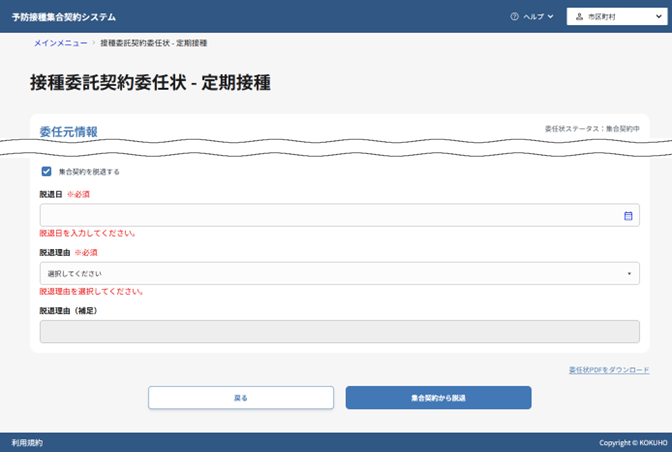 予防接種集合契約システム
ヘルプ
市区町村
メインメニュー › 接種委託契約委任状 - 定期接種
接種委託契約委任状 - 定期接種
委任元情報
委任状ステータス：集合契約中
集合契約を脱退する
脱退日 ※必須
脱退日を入力してください。
脱退理由 ※必須
選択してください
脱退理由を選択してください。
脱退理由（補足）
委任状PDFをダウンロード
戻る
集合契約から脱退
利用規約
Copyright © KOKUHO